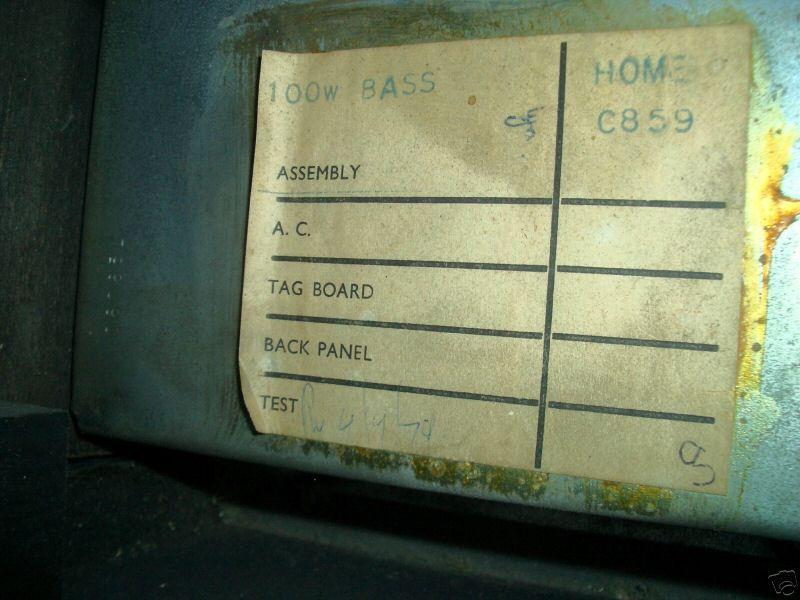 100W BASS
HOME
C859
ASSEMBLY
A. C.
TAG BOARD
BACK PANEL
TEST